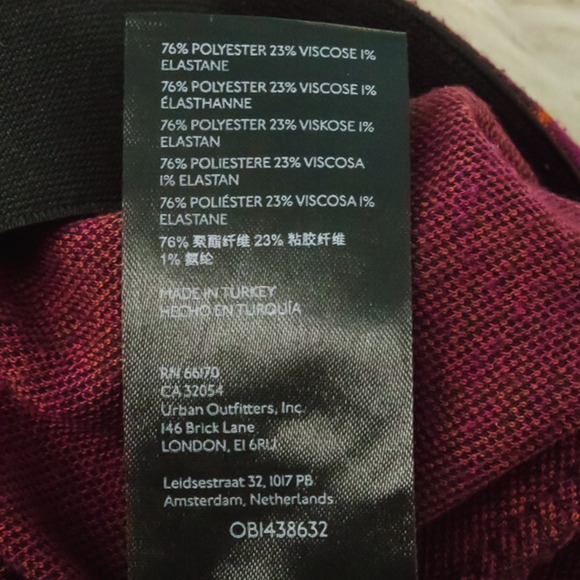 76% POLYESTER 23% VISCOSE 1%
ELASTANE
76% POLYESTER 23% VISCOSE 1%
ÉLASTHANNE
76% POLYESTER 23% VISKOSE 1%
ELASTAN
76% POLIESTERE 23% VISCOSA
1% ELASTAN
76% POLIÉSTER 23% VISCOSA 1%
ELASTANE
76% 聚酯纤维 23% 粘胶纤维
1% 氨纶
MADE IN TURKEY
HECHO EN TURQUÍA
RN 66170
CA 32054
Urban Outfitters, Inc.
146 Brick Lane
LONDON, E1 6RU
Leidsestraat 32, 1017 PB
Amsterdam, Netherlands
OB1438632